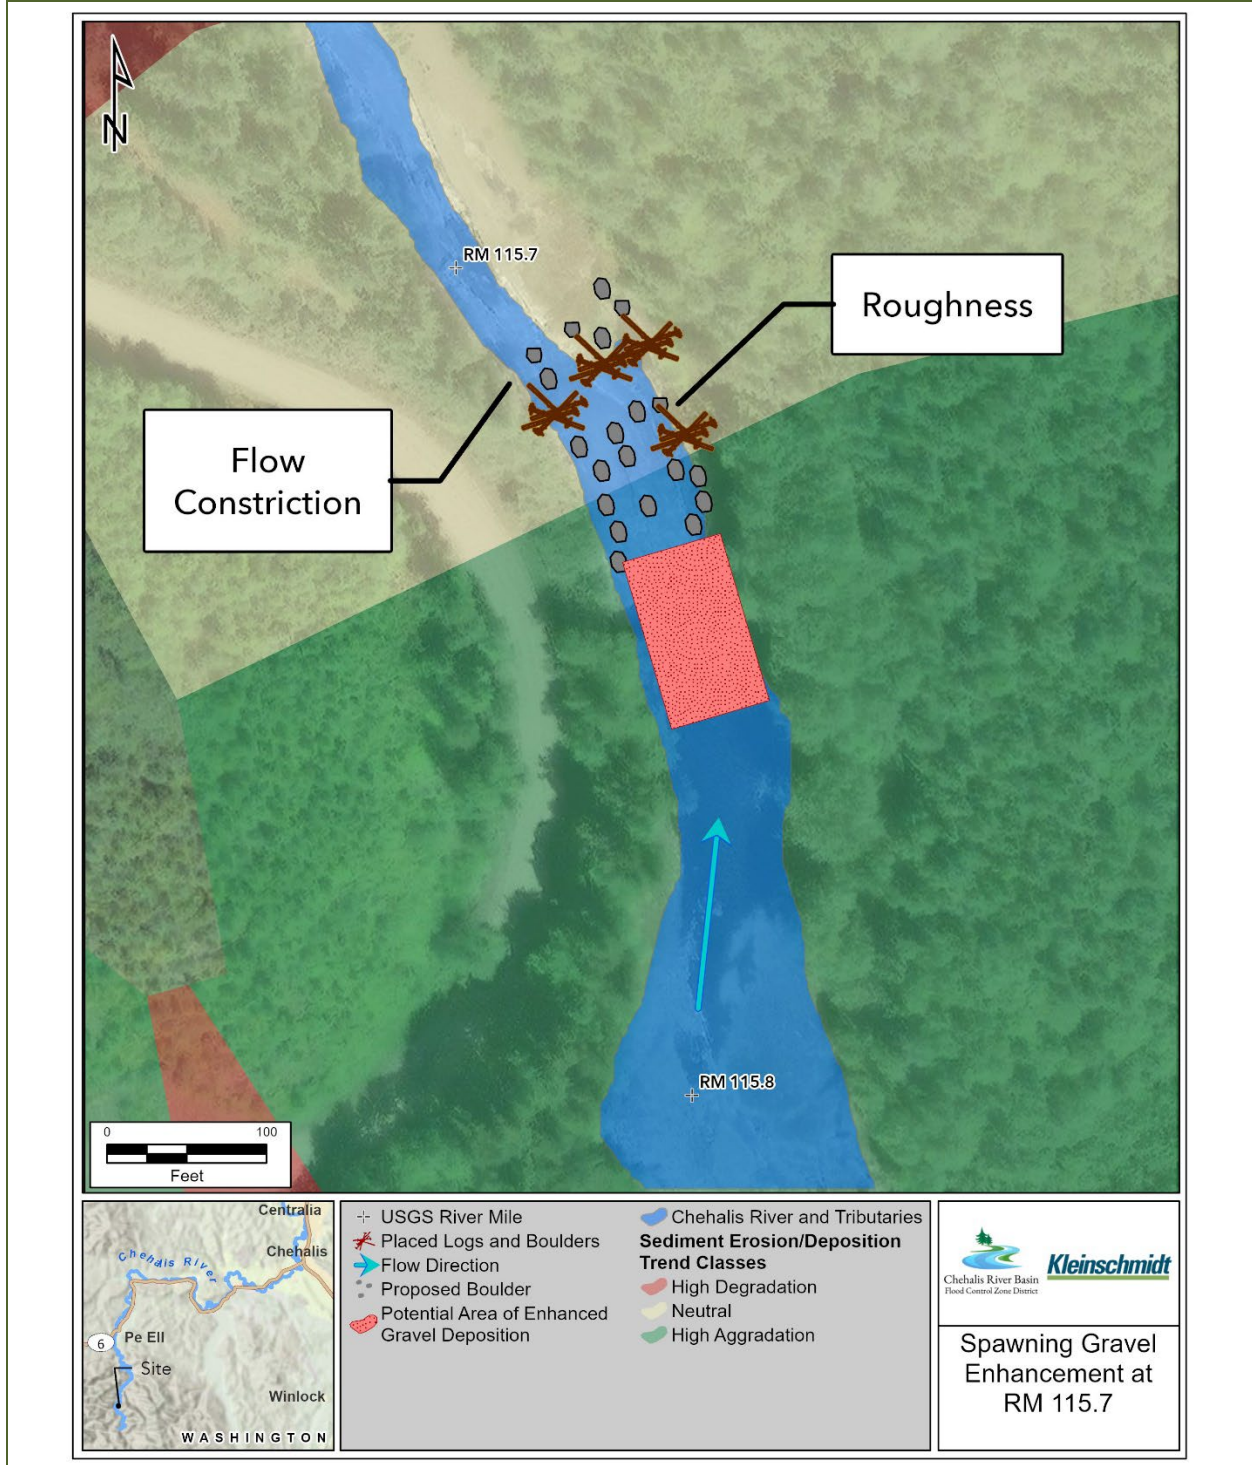 N
RM 115.7
Roughness
Flow
Constriction
RM 115.8
0 100
Feet
Centralia
Chehalis
Chehalis River
6
Pe Ell
Site
Winlock
WASHINGTON
USGS River Mile
Placed Logs and Boulders
Flow Direction
Proposed Boulder
Potential Area of Enhanced
Gravel Deposition
Chehalis River and Tributaries
Sediment Erosion/Deposition
Trend Classes
High Degradation
Neutral
High Aggradation
Chehalis River Basin
Flood Control Zone District
Kleinschmidt
Spawning Gravel
Enhancement at
RM 115.7